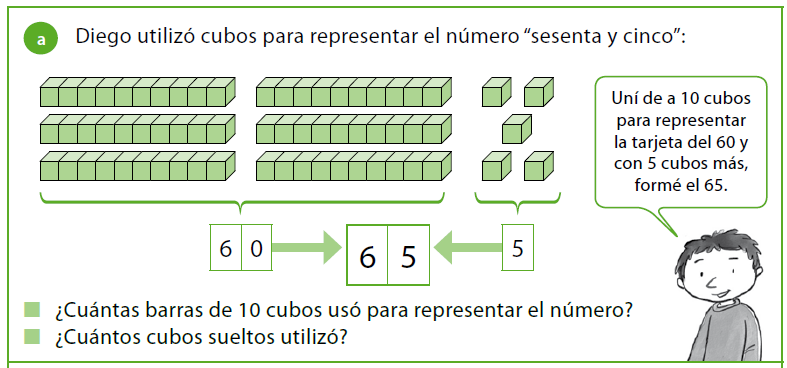 a
Diego utilizó cubos para representar el número “sesenta y cinco”:
Uní de a 10 cubos
para representar
la tarjeta del 60 y
con 5 cubos más,
formé el 65.
6 0
6 5
5
¿Cuántas barras de 10 cubos usó para representar el número?
¿Cuántos cubos sueltos utilizó?